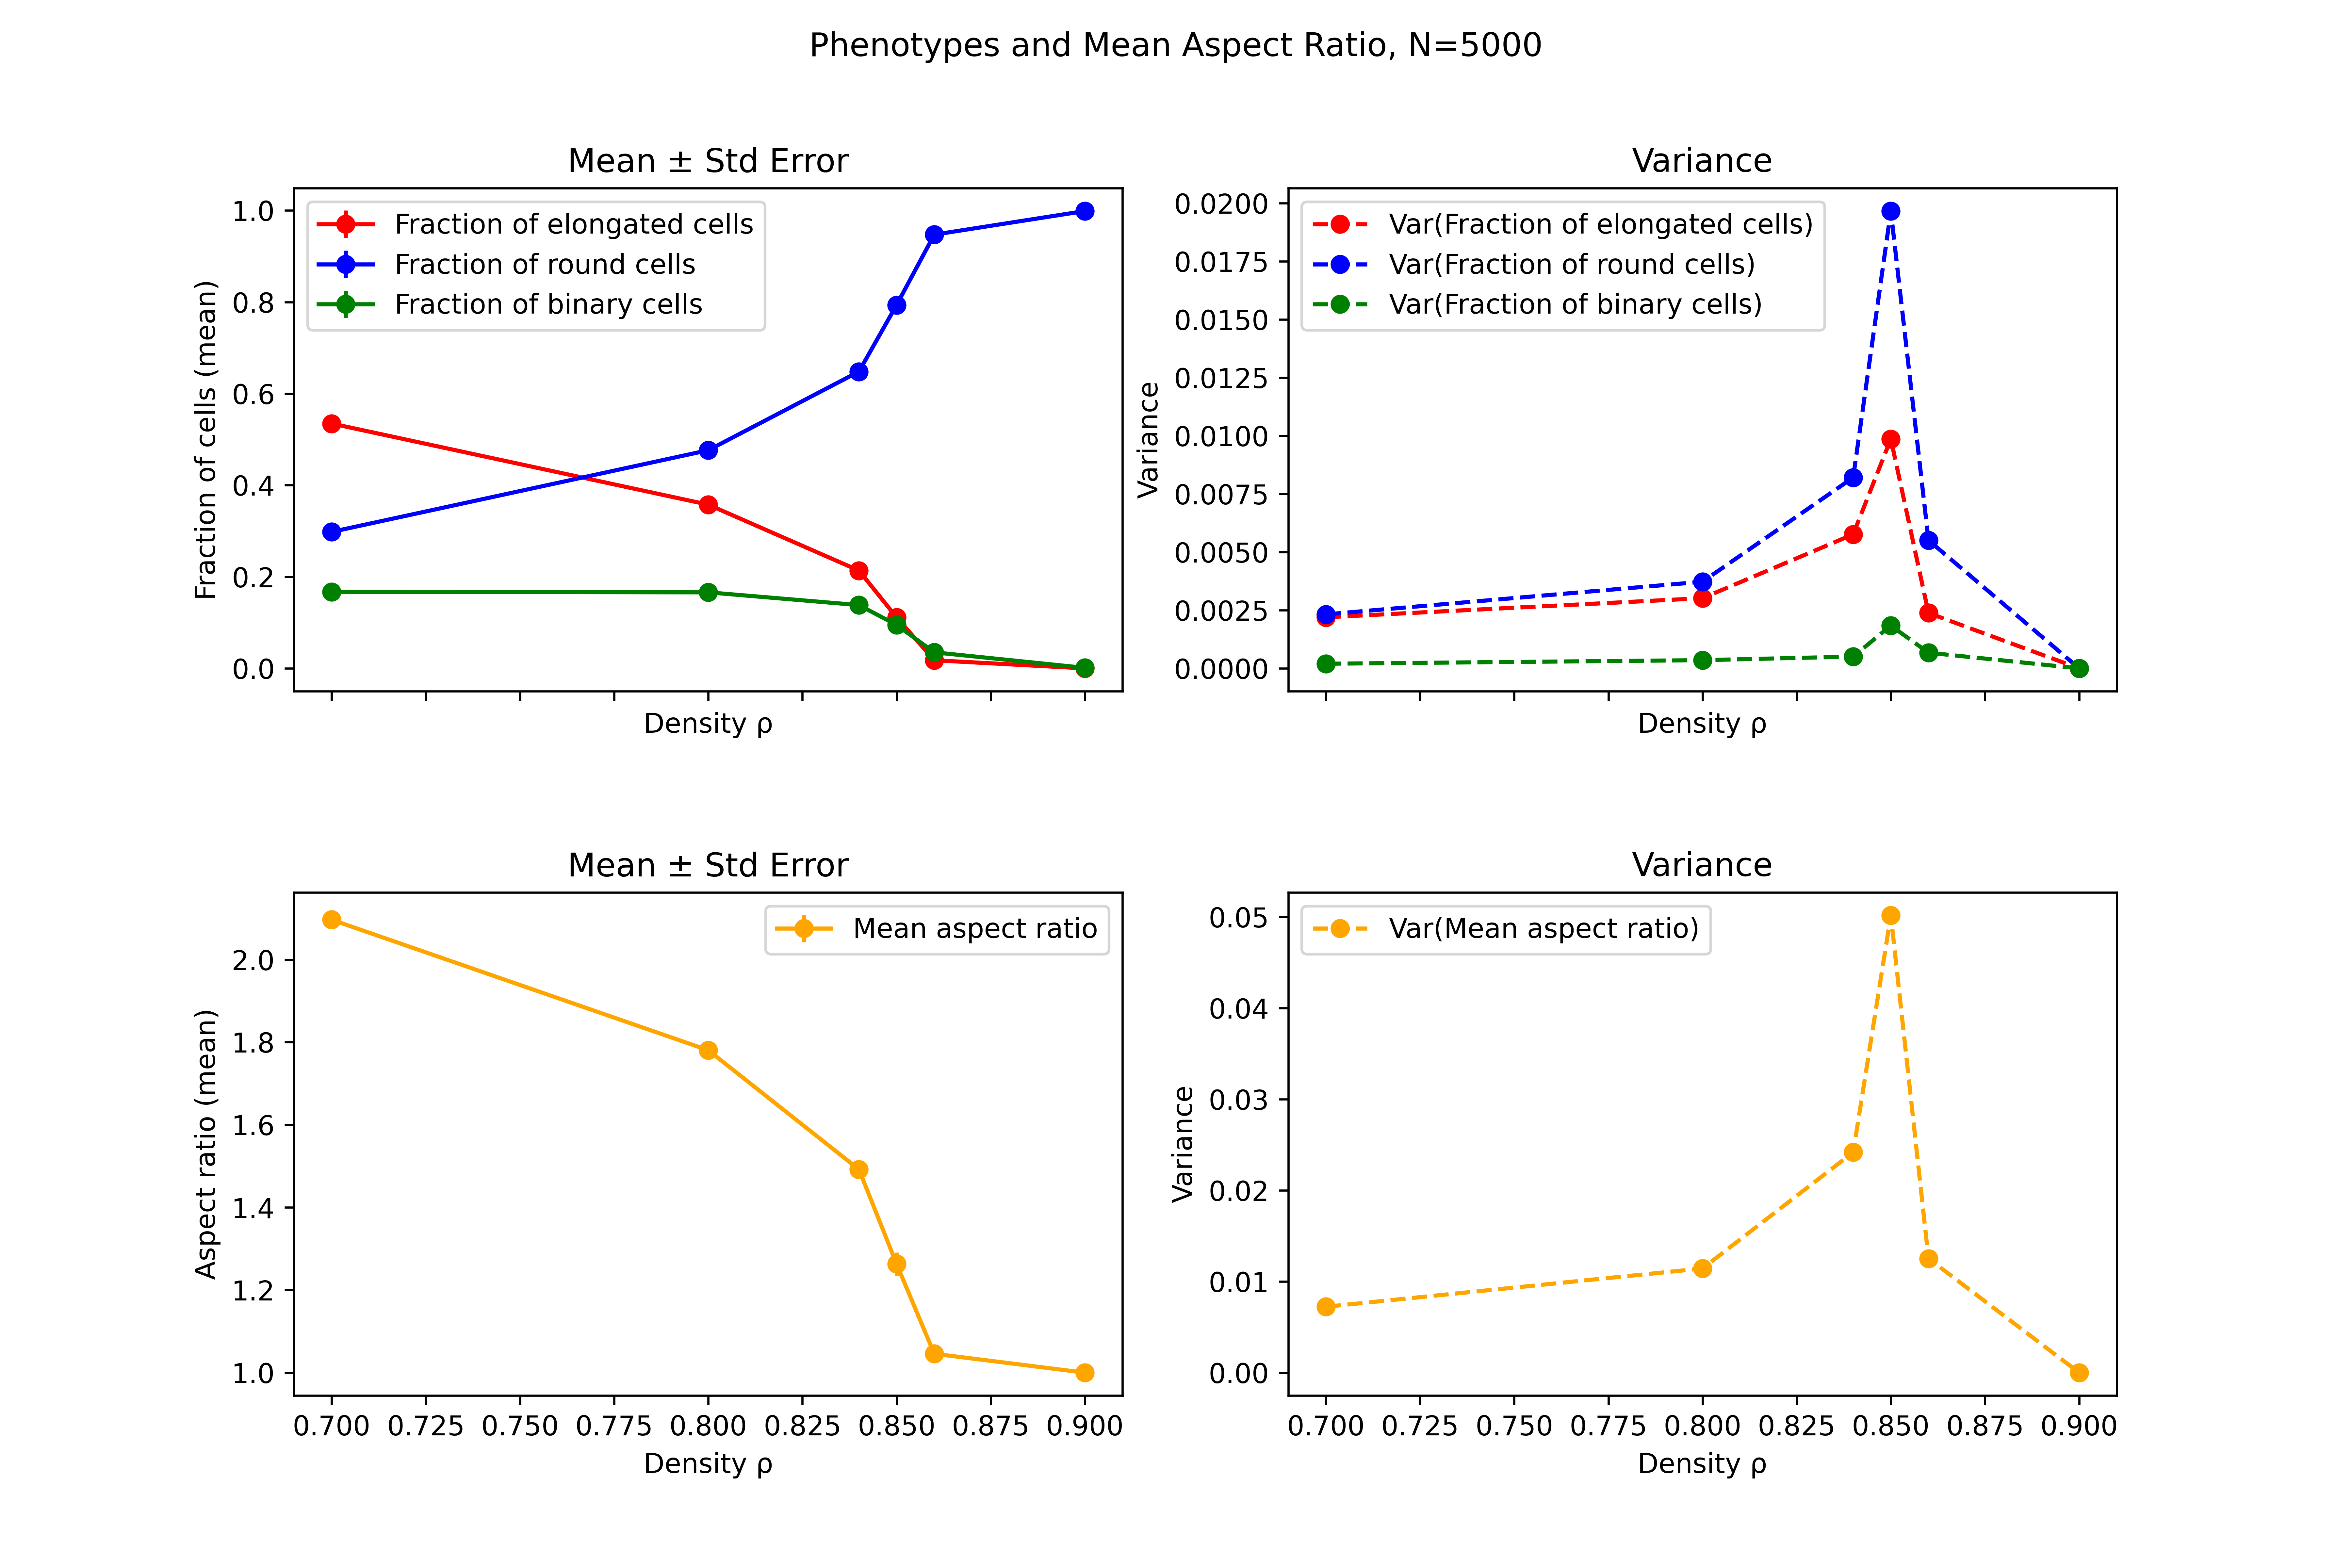 Phenotypes and Mean Aspect Ratio, N=5000
Mean ± Std Error
Fraction of elongated cells
Fraction of round cells
Fraction of binary cells
Fraction of cells (mean)
1.0
0.8
0.6
0.4
0.2
0.0
Density ρ
Variance
Var(Fraction of elongated cells)
Var(Fraction of round cells)
Var(Fraction of binary cells)
Variance
0.0200
0.0175
0.0150
0.0125
0.0100
0.0075
0.0050
0.0025
0.0000
Density ρ
Mean ± Std Error
Mean aspect ratio
Aspect ratio (mean)
2.0
1.8
1.6
1.4
1.2
1.0
0.700 0.725 0.750 0.775 0.800 0.825 0.850 0.875 0.900
Density ρ
Variance
Var(Mean aspect ratio)
Variance
0.05
0.04
0.03
0.02
0.01
0.00
0.700 0.725 0.750 0.775 0.800 0.825 0.850 0.875 0.900
Density ρ